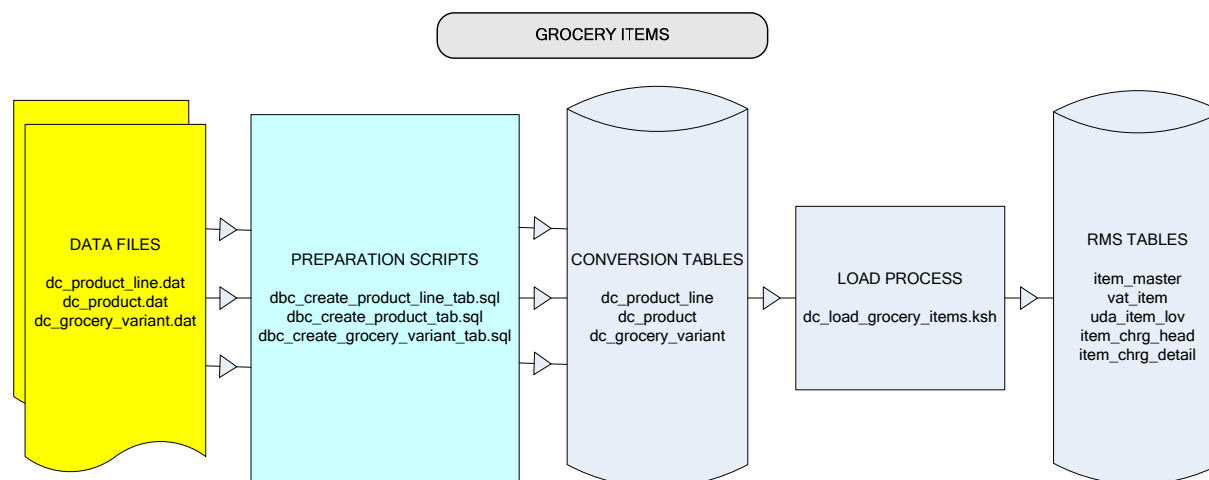 GROCERY ITEMS
DATA FILES
dc_product_line.dat
dc_product.dat
dc_grocery_variant.dat
PREPARATION SCRIPTS
dbc_create_product_line_tab.sql
dbc_create_product_tab.sql
dbc_create_grocery_variant_tab.sql
CONVERSION TABLES
dc_product_line
dc_product
dc_grocery_variant
LOAD PROCESS
dc_load_grocery_items.ksh
RMS TABLES
item_master
vat_item
uda_item_lov
item_chrg_head
item_chrg_detail